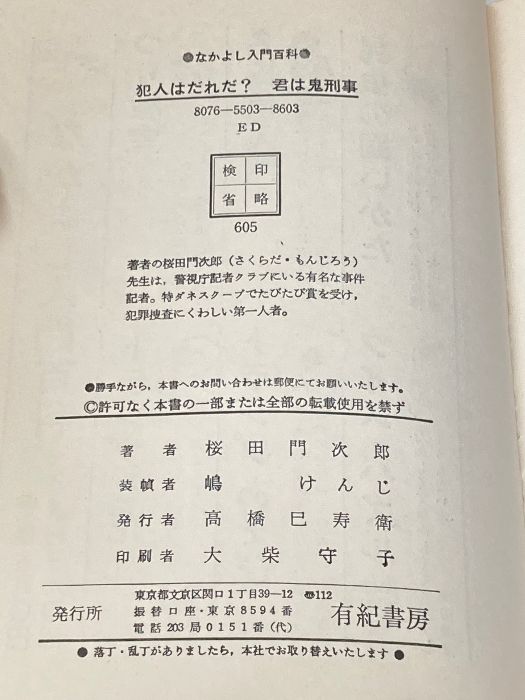 ●なかよし入門百科●
犯人はだれだ? 君は鬼刑事
8076—5503—8603
ED
検印
省略
605
著者の桜田門次郎(さくらだ・もんじろう)
先生は,警視庁記者クラブにいる有名な事件
記者。特ダネスクープでたびたび賞を受け,
犯罪捜査にくわしい第一人者。
●勝手ながら,本書へのお問い合わせは郵便にてお願いいたします。
©許可なく本書の一部または全部の転載使用を禁ず
著者 桜田門次郎
装幀者 嶋けんじ
発行者 高橋巳寿衛
印刷者 大柴守子
東京都文京区関口1丁目39—12 ☎112
発行所 振替口座・東京8594番 有紀書房
電話 203局0151番(代)
●落丁・乱丁がありましたら,本社でお取り替えいたします●